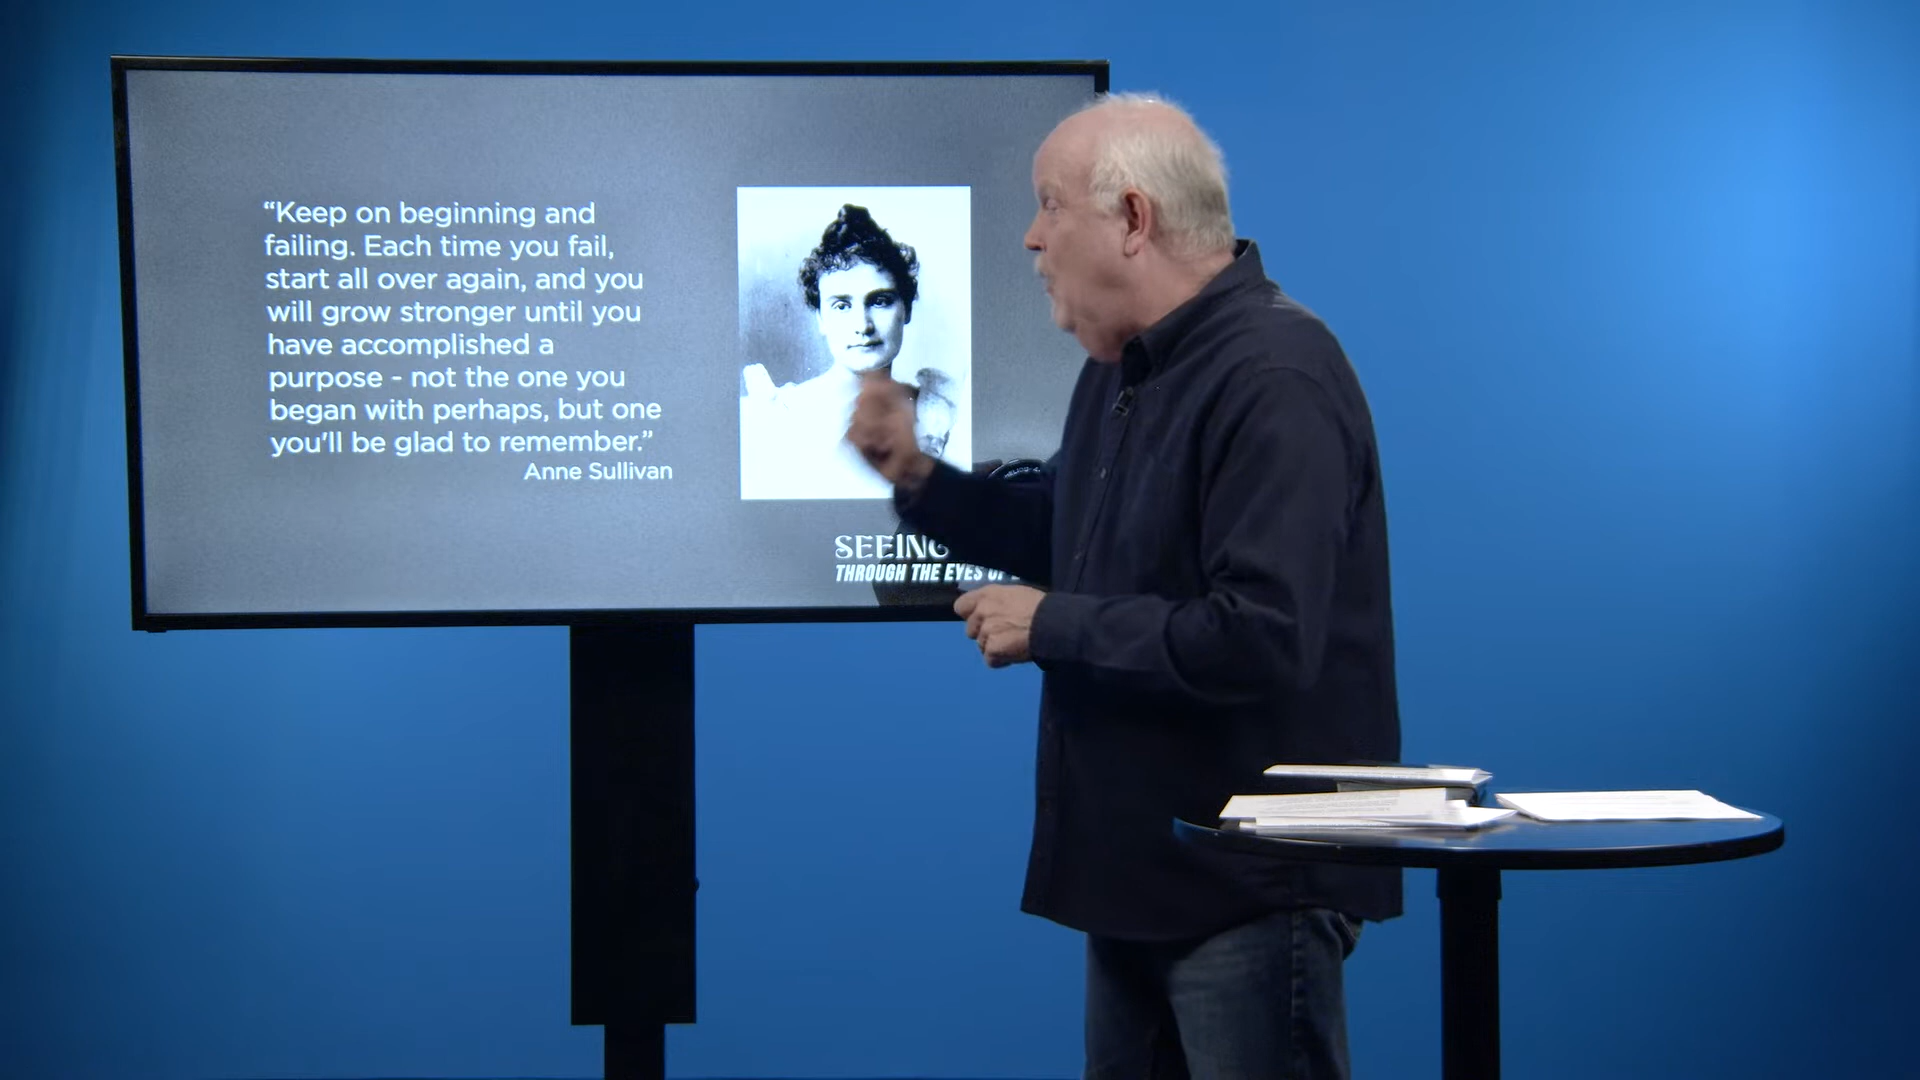 “Keep on beginning and
failing. Each time you fail,
start all over again, and you
will grow stronger until you
have accomplished a
purpose - not the one you
began with perhaps, but one
you'll be glad to remember.”
Anne Sullivan
SEEING
THROUGH THE EYES OF